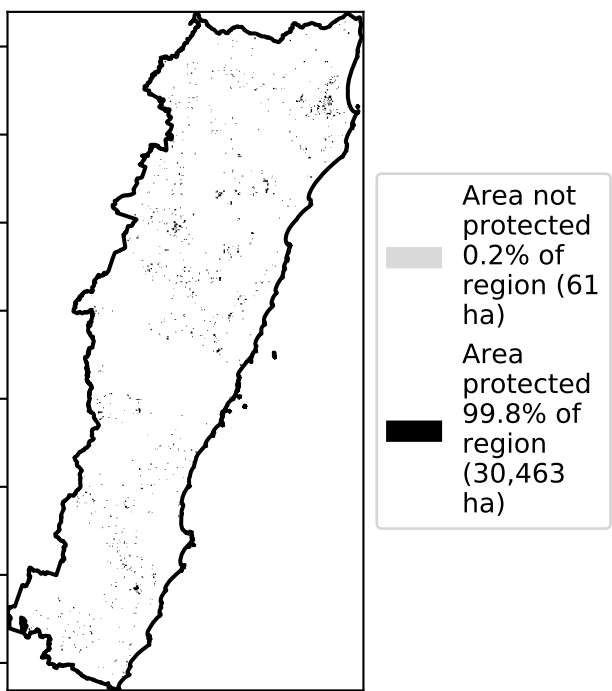 Area not
protected
0.2% of
region (61
ha)
Area
protected
99.8% of
region
(30,463
ha)